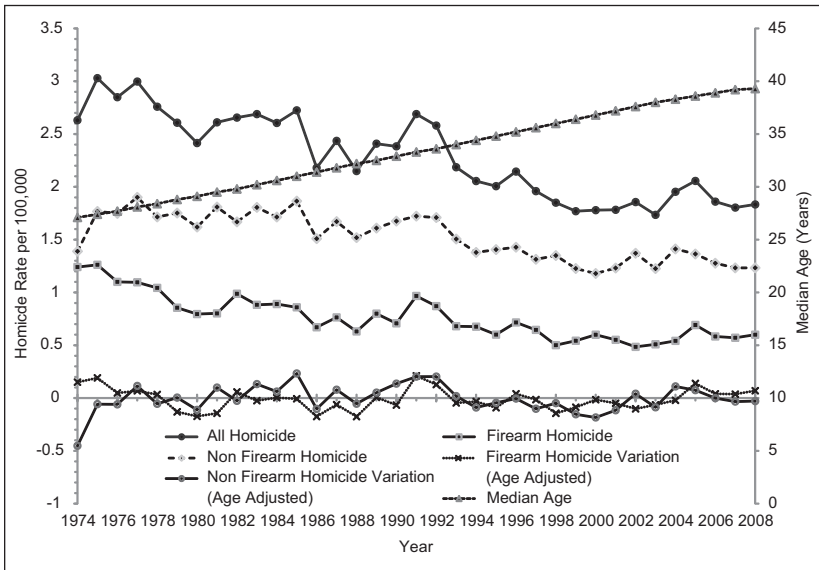 3.5
3
2.5
2
1.5
1
0.5
0
-0.5
-1
Homicde Rate per 100,000
45
40
35
30
25
20
15
10
5
0
Median Age (Years)
All Homicide
Firearm Homicide
Non Firearm Homicide
Firearm Homicide Variation
(Age Adjusted)
Non Firearm Homicide Variation
(Age Adjusted)
Median Age
1974 1976 1978 1980 1982 1984 1986 1988 1990 1992 1994 1996 1998 2000 2002 2004 2006 2008
Year